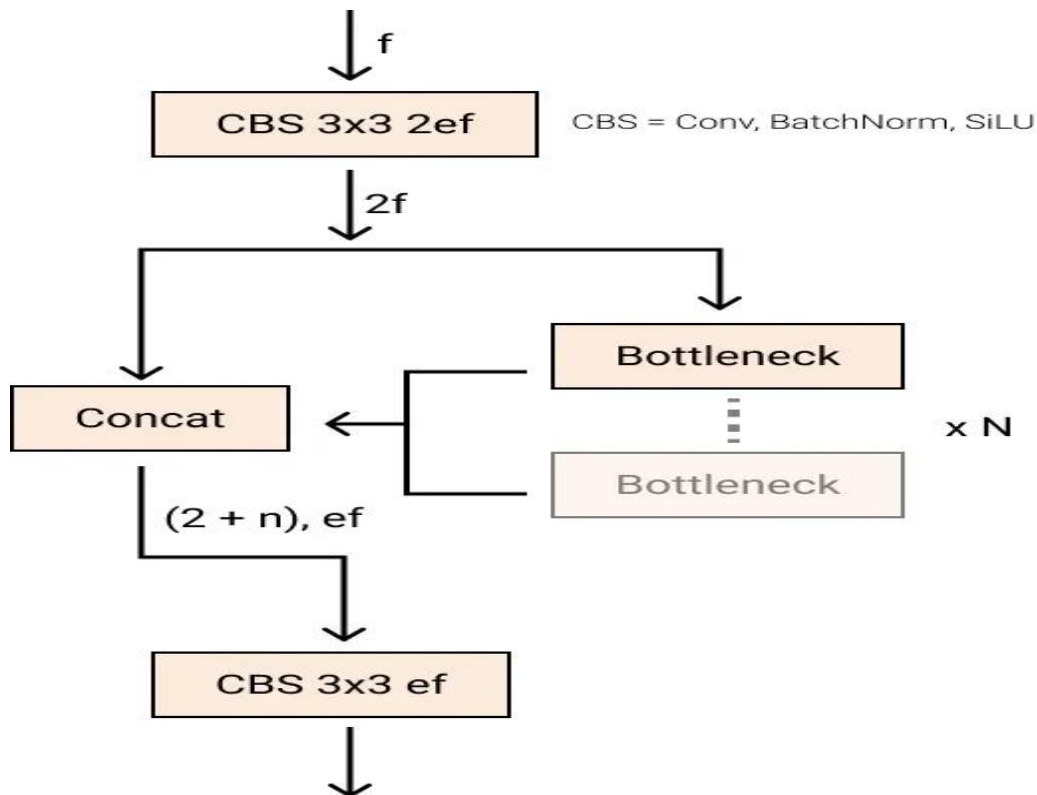 f
CBS 3x3 2ef
CBS = Conv, BatchNorm, SiLU
2f
Bottleneck
Concat
x N
Bottleneck
(2 + n), ef
CBS 3x3 ef